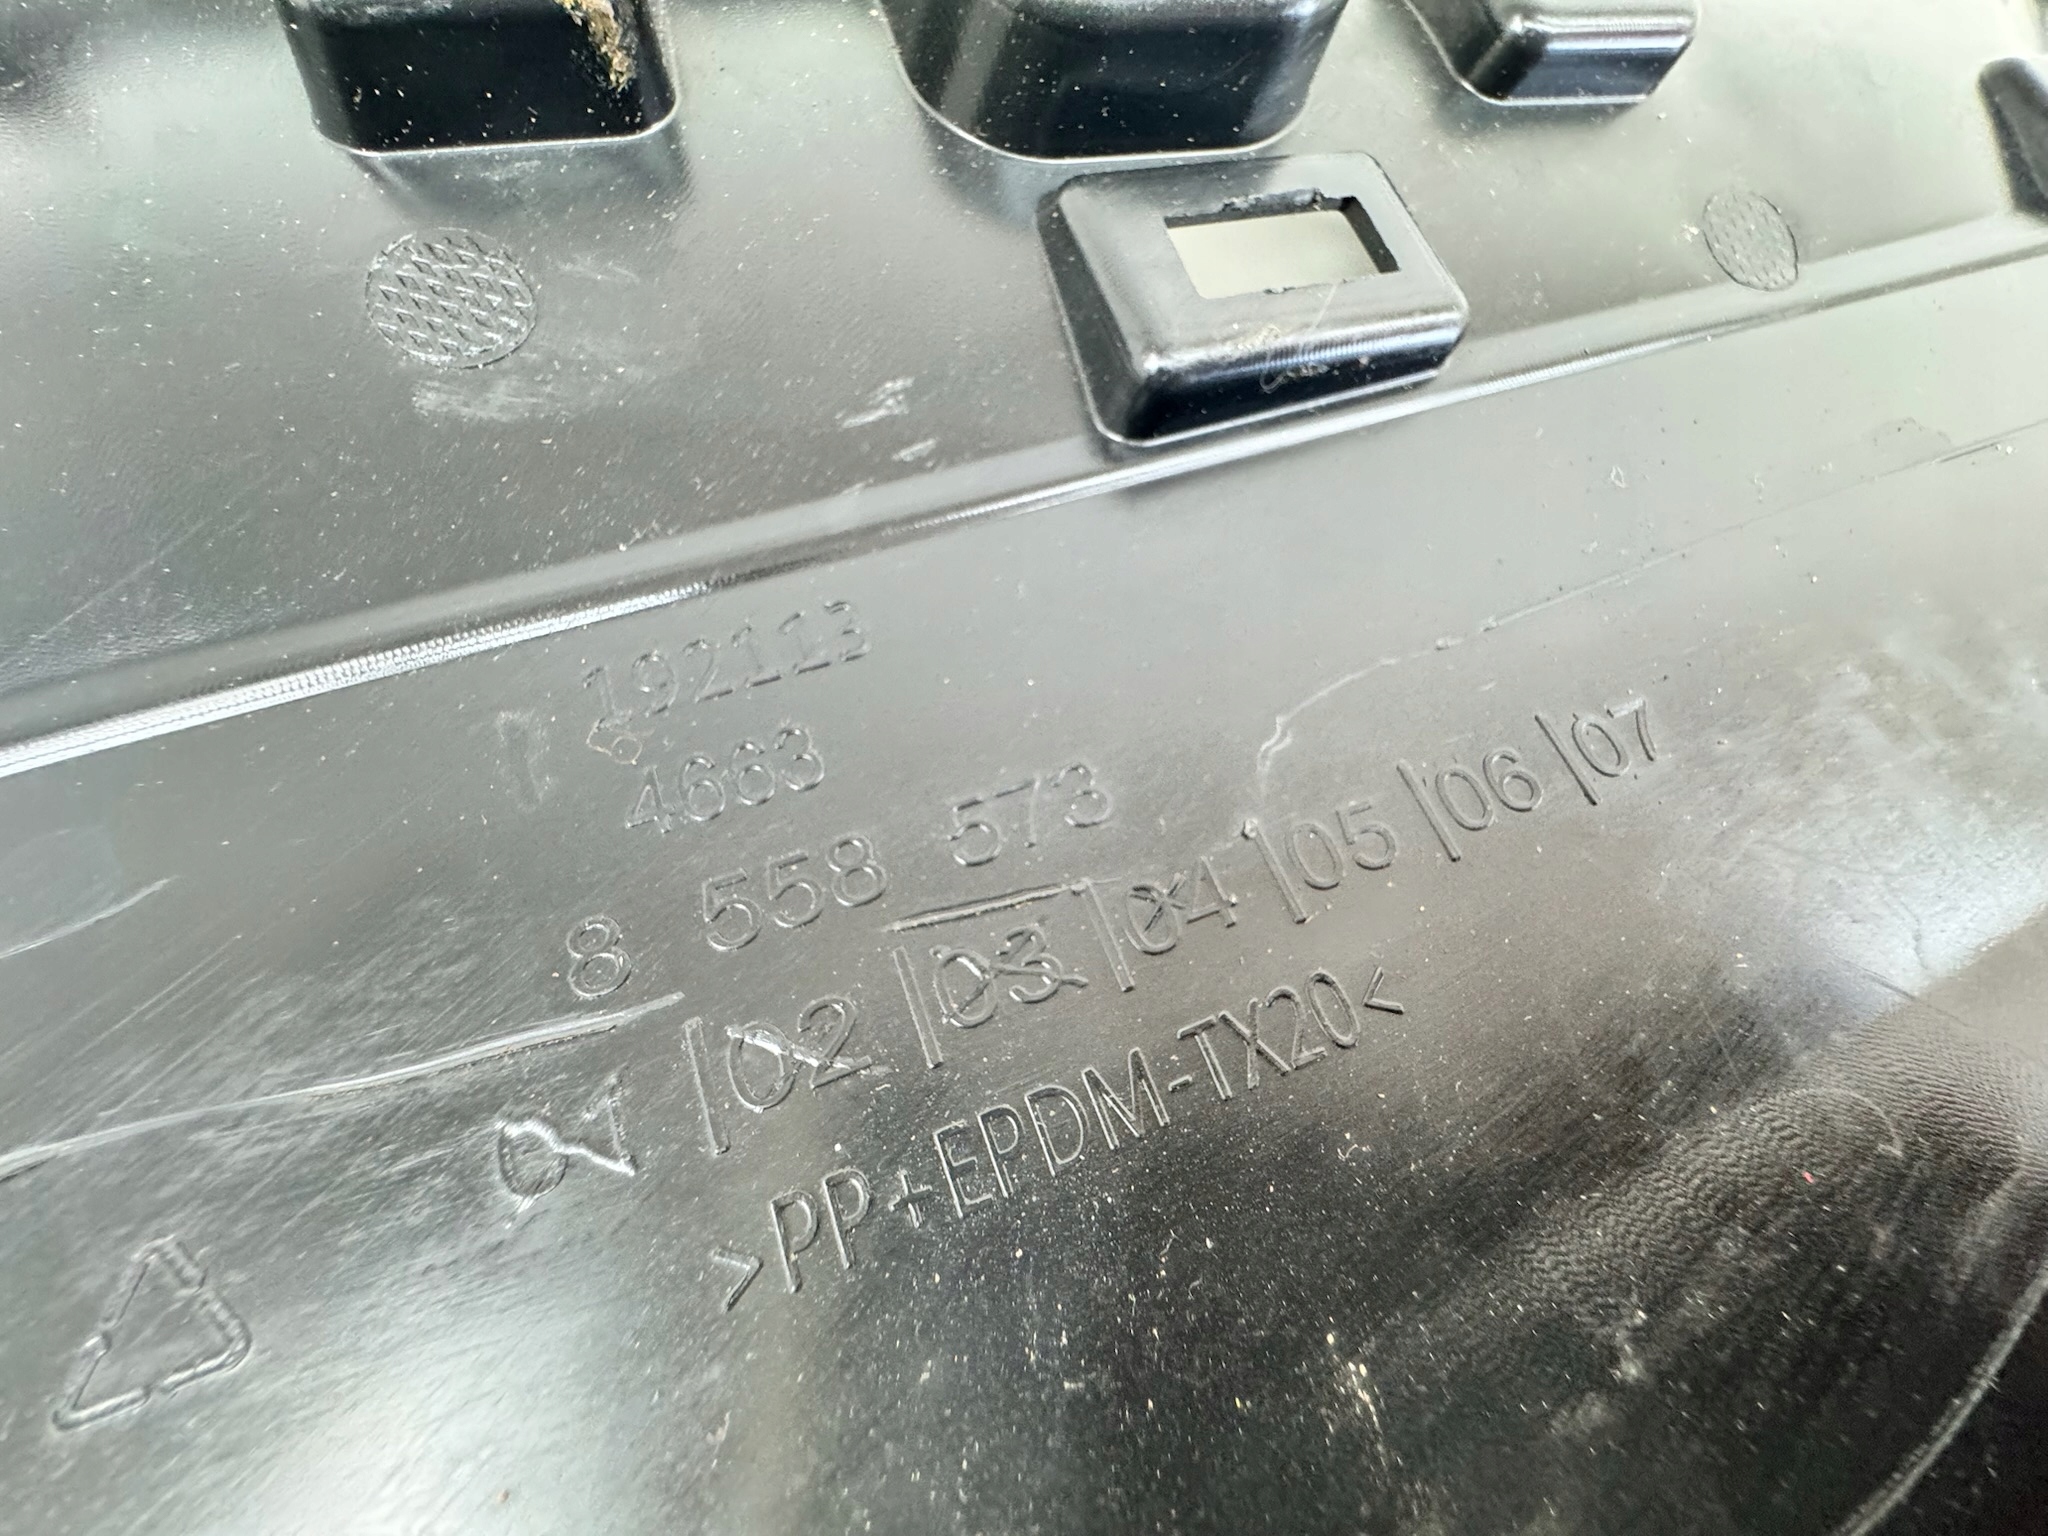 192113
4663
8 558 573
01 |02 |03 |04 |05 |06 |07
>PP+EPDM-TX20<